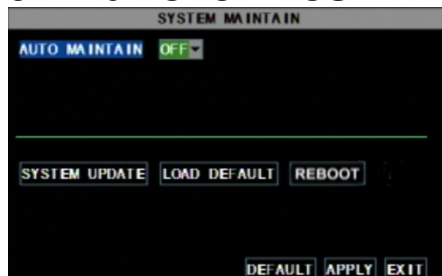 SYSTEM MAINTAIN
AUTO MAINTAIN OFF
SYSTEM UPDATE LOAD DEFAULT REBOOT
DEFAULT APPLY EXIT